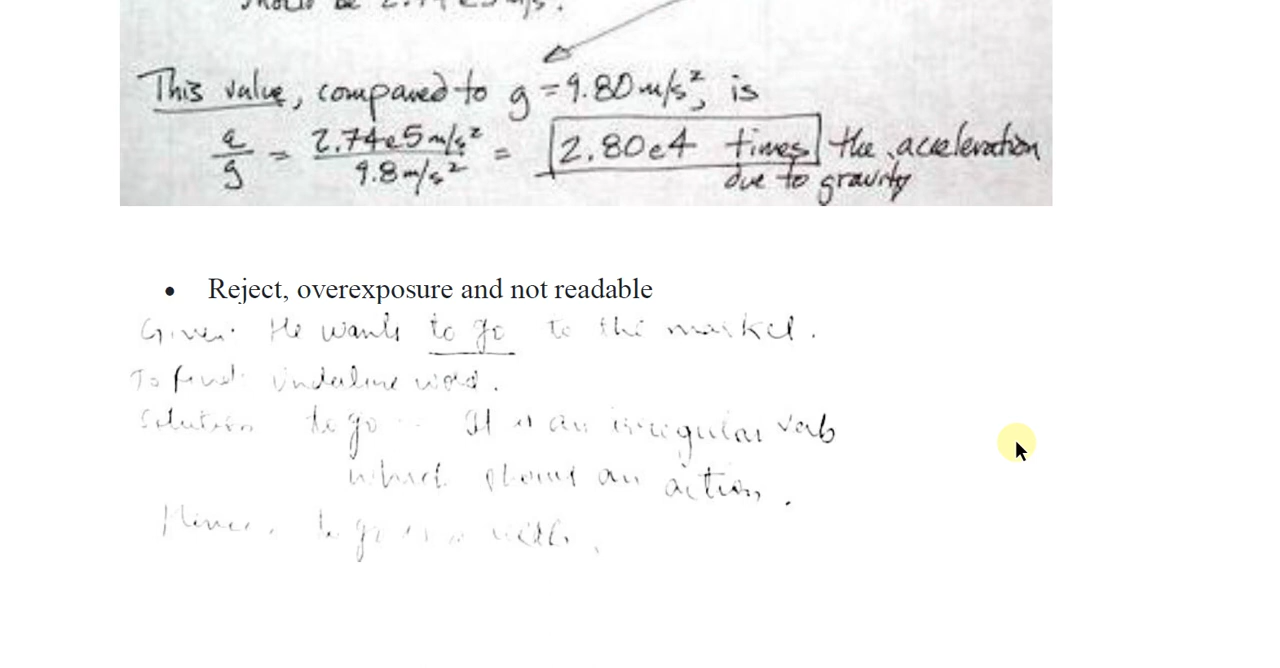 This value, compared to g = 9.80 m/s², is
a/g = 2.74e5 m/s² / 9.8 m/s² = 2.80e4 times the acceleration
due to gravity
• Reject, overexposure and not readable
Given: He wants to go to the market.
To find: Underline word.
Solution to go - It is an irregular verb
which shows an action.
Hence, to go is a